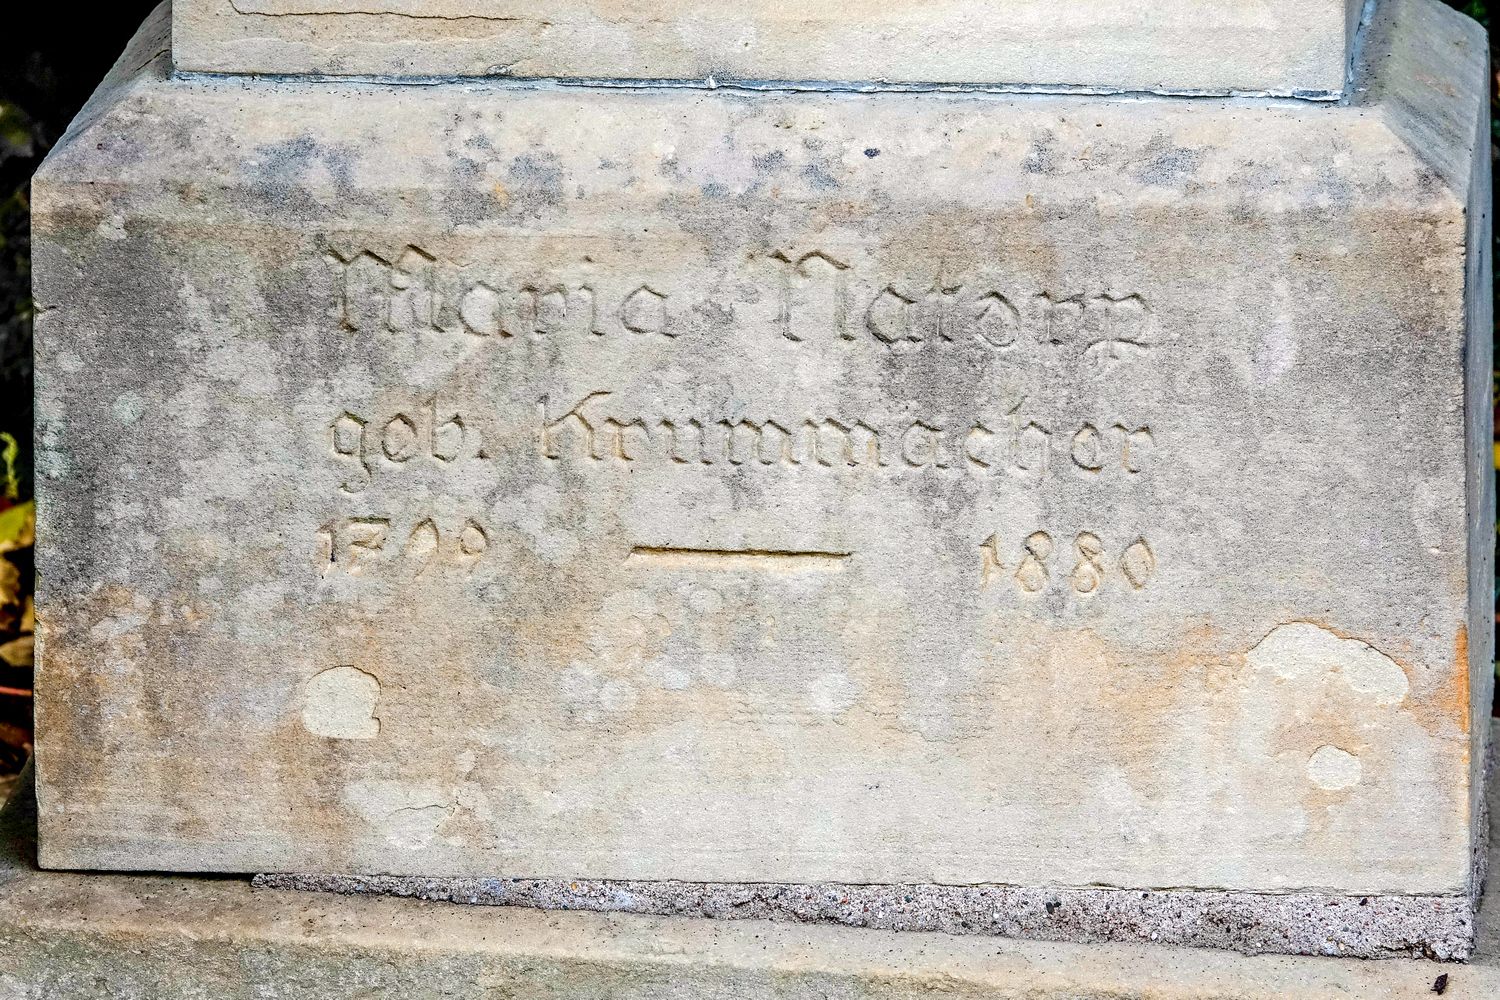 Maria Natorp
geb. Krummacher
1799 — 1880